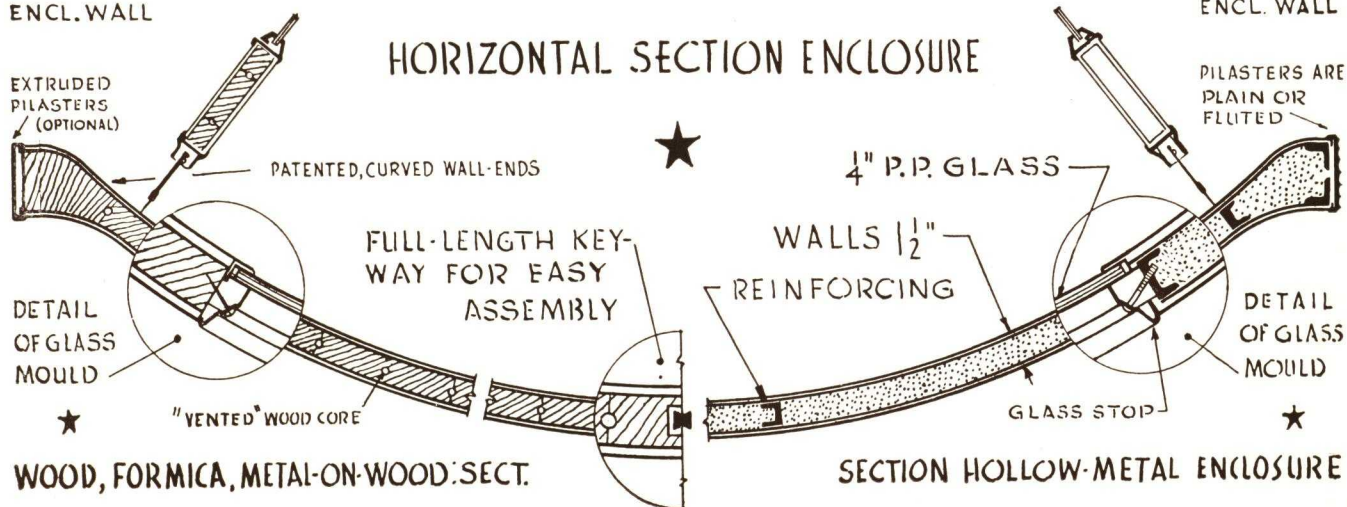 ENCL. WALL
ENCL. WALL
HORIZONTAL SECTION ENCLOSURE
EXTRUDED
PILASTERS
(OPTIONAL)
PILASTERS ARE
PLAIN OR
FLUTED
PATENTED, CURVED WALL-ENDS
1/4" P.P. GLASS
FULL-LENGTH KEY-
WAY FOR EASY
ASSEMBLY
WALLS 1 1/2"
REINFORCING
DETAIL
OF GLASS
MOULD
DETAIL
OF GLASS
MOULD
"VENTED" WOOD CORE
GLASS STOP
WOOD, FORMICA, METAL-ON-WOOD: SECT.
SECTION HOLLOW-METAL ENCLOSURE